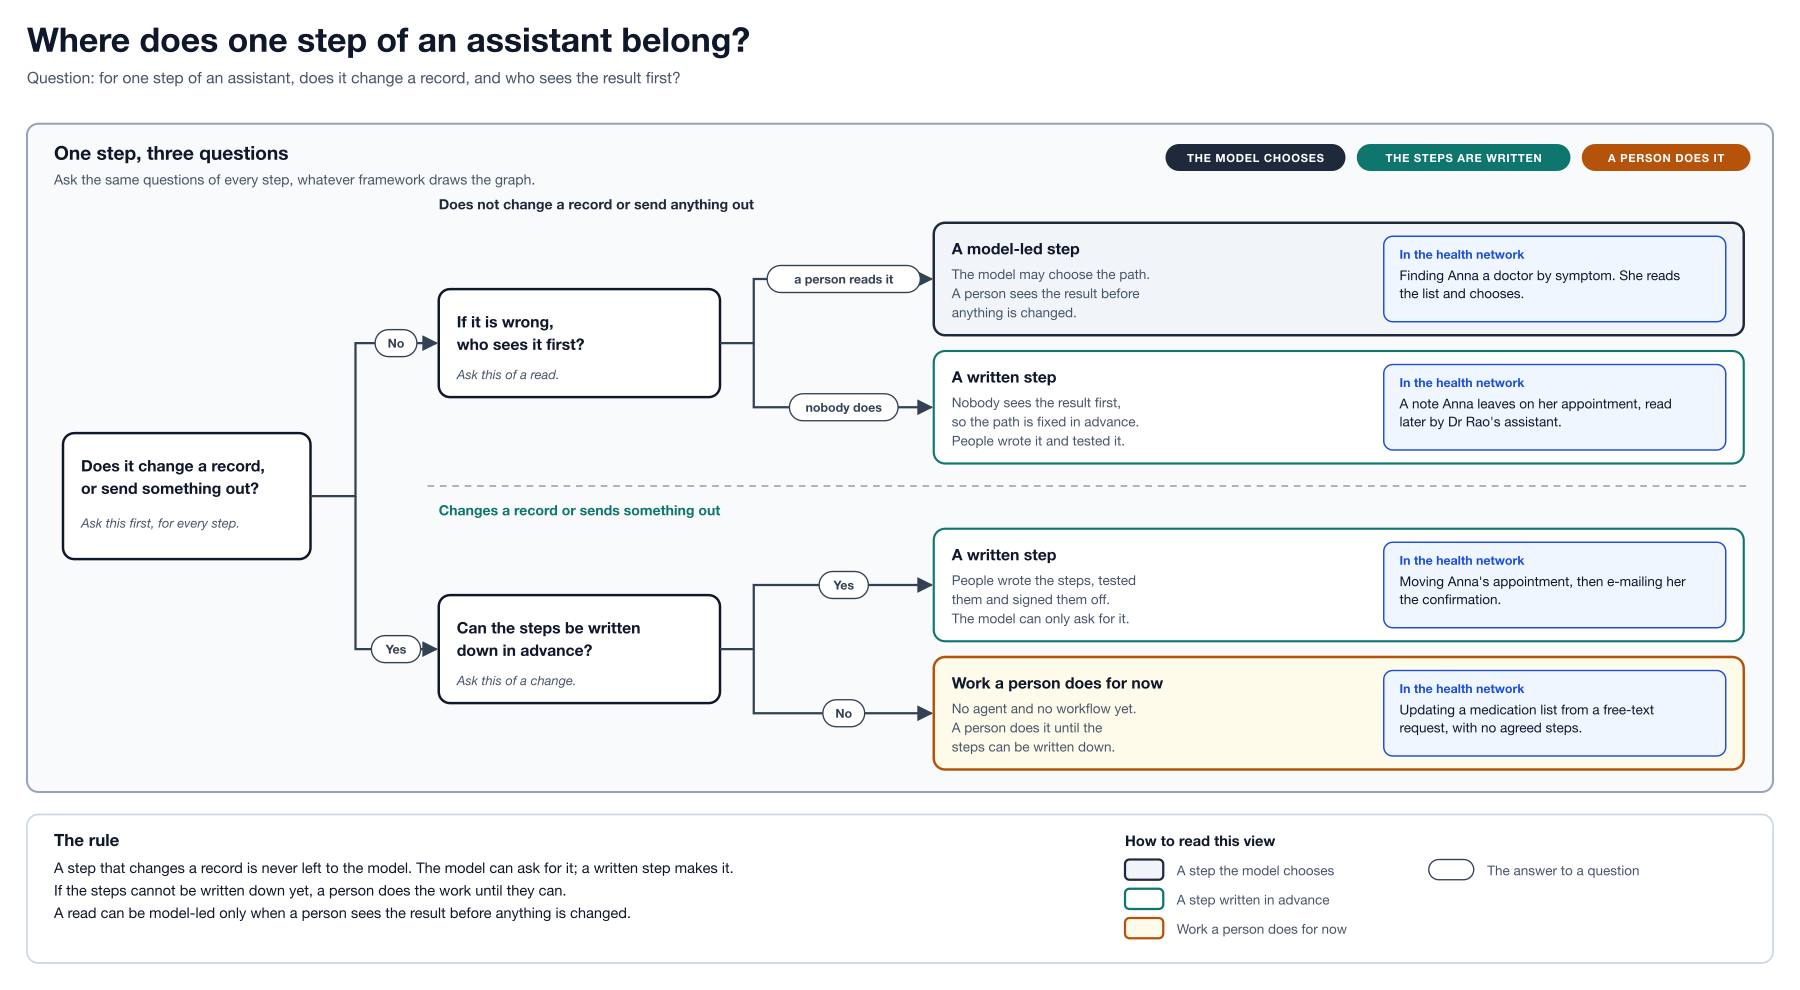 Where does one step of an assistant belong?
Question: for one step of an assistant, does it change a record, and who sees the result first?
One step, three questions
Ask the same questions of every step, whatever framework draws the graph.
THE MODEL CHOOSES
THE STEPS ARE WRITTEN
A PERSON DOES IT
Does not change a record or send anything out
Does it change a record,
or send something out?
Ask this first, for every step.
No
If it is wrong,
who sees it first?
Ask this of a read.
a person reads it
A model-led step
The model may choose the path.
A person sees the result before
anything is changed.
In the health network
Finding Anna a doctor by symptom. She reads
the list and chooses.
nobody does
A written step
Nobody sees the result first,
so the path is fixed in advance.
People wrote it and tested it.
In the health network
A note Anna leaves on her appointment, read
later by Dr Rao's assistant.
Changes a record or sends something out
Yes
Can the steps be written
down in advance?
Ask this of a change.
Yes
A written step
People wrote the steps, tested
them and signed them off.
The model can only ask for it.
In the health network
Moving Anna's appointment, then e-mailing her
the confirmation.
No
Work a person does for now
No agent and no workflow yet.
A person does it until the
steps can be written down.
In the health network
Updating a medication list from a free-text
request, with no agreed steps.
The rule
A step that changes a record is never left to the model. The model can ask for it; a written step makes it.
If the steps cannot be written down yet, a person does the work until they can.
A read can be model-led only when a person sees the result before anything is changed.
How to read this view
A step the model chooses
The answer to a question
A step written in advance
Work a person does for now